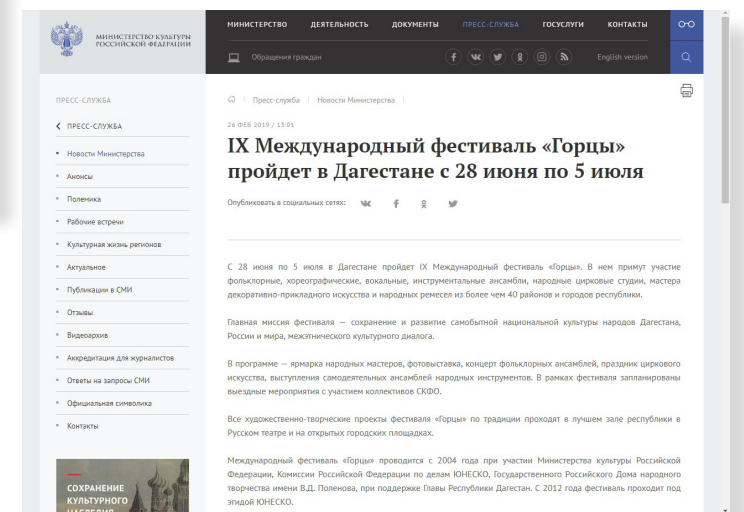 МИНИСТЕРСТВО КУЛЬТУРЫ
РОССИЙСКОЙ ФЕДЕРАЦИИ
МИНИСТЕРСТВО ДЕЯТЕЛЬНОСТЬ ДОКУМЕНТЫ ПРЕСС-СЛУЖБА ГОСУСЛУГИ КОНТАКТЫ
Обращения граждан English version
ПРЕСС-СЛУЖБА
ПРЕСС-СЛУЖБА
Новости Министерства
Анонсы
Полемика
Рабочие встречи
Культурная жизнь регионов
Актуальное
Публикации в СМИ
Отзывы
Видеоархив
Аккредитация для журналистов
Ответы на запросы СМИ
Официальная символика
Контакты
СОХРАНЕНИЕ
КУЛЬТУРНОГО
НАСЛЕДИЯ
Пресс-служба | Новости Министерства |
26 ФЕВ 2019 / 13:01
IX Международный фестиваль «Горцы»
пройдет в Дагестане с 28 июня по 5 июля
Опубликовать в социальных сетях:
С 28 июня по 5 июля в Дагестане пройдет IX Международный фестиваль «Горцы». В нем примут участие
фольклорные, хореографические, вокальные, инструментальные ансамбли, народные цирковые студии, мастера
декоративно-прикладного искусства и народных ремесел из более чем 40 районов и городов республики.
Главная миссия фестиваля — сохранение и развитие самобытной национальной культуры народов Дагестана,
России и мира, межэтнического культурного диалога.
В программе — ярмарка народных мастеров, фотовыставка, концерт фольклорных ансамблей, праздник циркового
искусства, выступления самодеятельных ансамблей народных инструментов. В рамках фестиваля запланированы
выездные мероприятия с участием коллективов СКФО.
Все художественно-творческие проекты фестиваля «Горцы» по традиции проходят в лучшем зале республики в
Русском театре и на открытых городских площадках.
Международный фестиваль «Горцы» проводится с 2004 года при участии Министерства культуры Российской
Федерации, Комиссии Российской Федерации по делам ЮНЕСКО, Государственного Российского Дома народного
творчества имени В.Д. Поленова, при поддержке Главы Республики Дагестан. С 2012 года фестиваль проходит под
эгидой ЮНЕСКО.